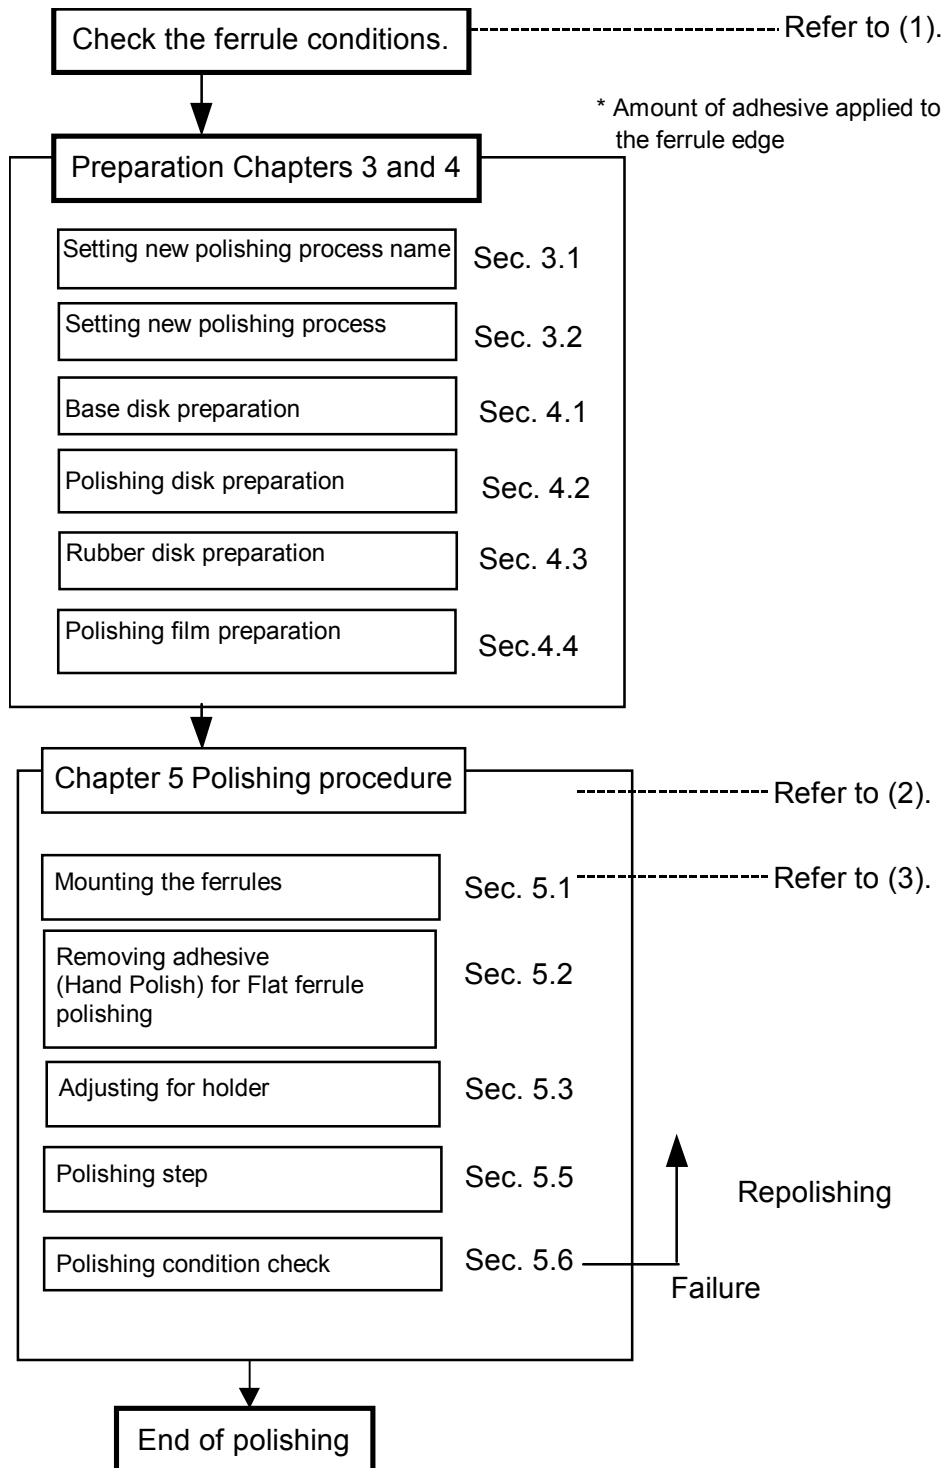 Check the ferrule conditions.
Refer to (1).
* Amount of adhesive applied to
the ferrule edge
Preparation Chapters 3 and 4
Setting new polishing process name
Sec. 3.1
Setting new polishing process
Sec. 3.2
Base disk preparation
Sec. 4.1
Polishing disk preparation
Sec. 4.2
Rubber disk preparation
Sec. 4.3
Polishing film preparation
Sec.4.4
Chapter 5 Polishing procedure
Refer to (2).
Mounting the ferrules
Sec. 5.1
Refer to (3).
Removing adhesive
(Hand Polish) for Flat ferrule
polishing
Sec. 5.2
Adjusting for holder
Sec. 5.3
Polishing step
Sec. 5.5
Repolishing
Polishing condition check
Sec. 5.6
Failure
End of polishing